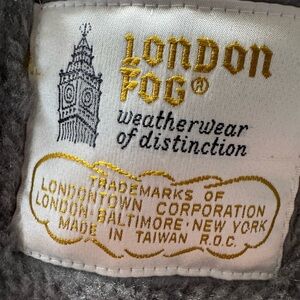 LONDON
FOG®
weatherwear
of distinction
TRADEMARKS OF
LONDONTOWN CORPORATION
LONDON·BALTIMORE·NEW YORK
MADE IN TAIWAN R.O.C.